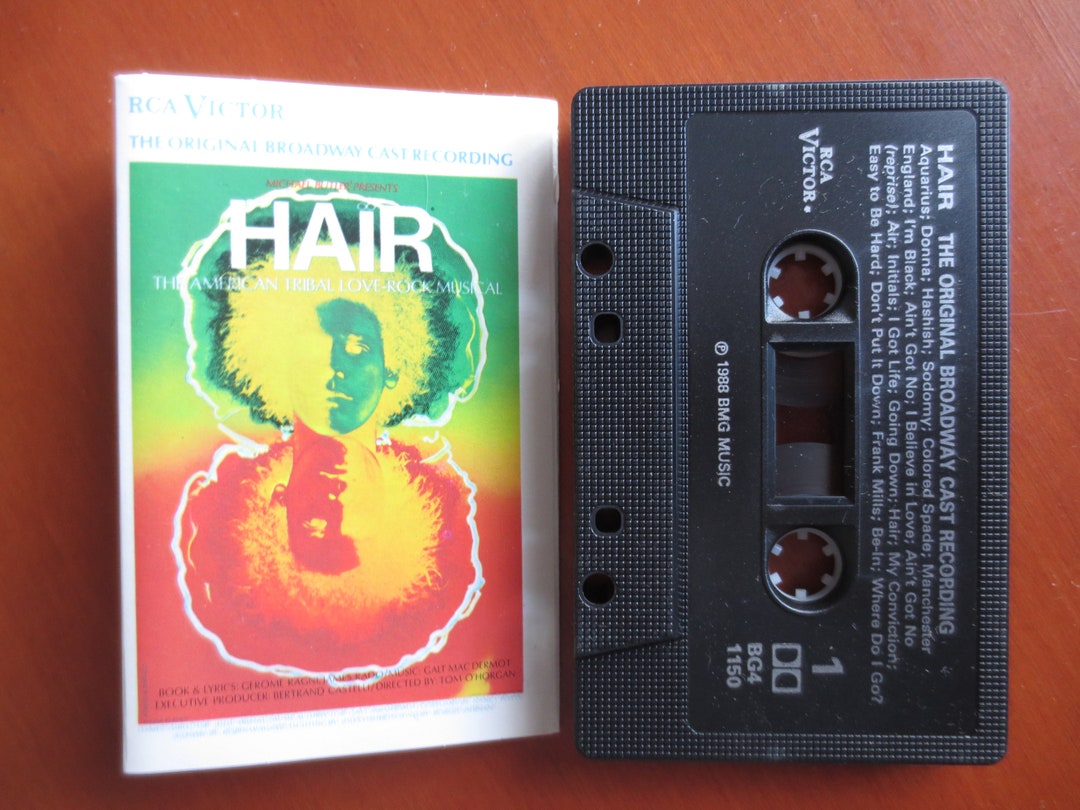 RCA VICTOR
THE ORIGINAL BROADWAY CAST RECORDING
MICHAEL BUTLER PRESENTS
HAIR
THE AMERICAN TRIBAL LOVE-ROCK MUSICAL
BOOK & LYRICS: GEROME RAGNI/JAMES RADO/MUSIC: GALT MAC DERMOT
EXECUTIVE PRODUCER: BERTRAND CASTELLI/DIRECTED BY: TOM O'HORGAN
RCA
VICTOR
HAIR THE ORIGINAL BROADWAY CAST RECORDING
Aquarius; Donna; Hashish; Sodomy; Colored Spade; Manchester
England; I'm Black; Ain't Got No; I Believe in Love; Ain't Got No
(reprise); Air; Initials; I Got Life; Going Down; Hair; My Conviction;
Easy to Be Hard; Don't Put It Down; Frank Mills; Be-in; Where Do I Go?
℗ 1988 BMG MUSIC
1
BG4
1150